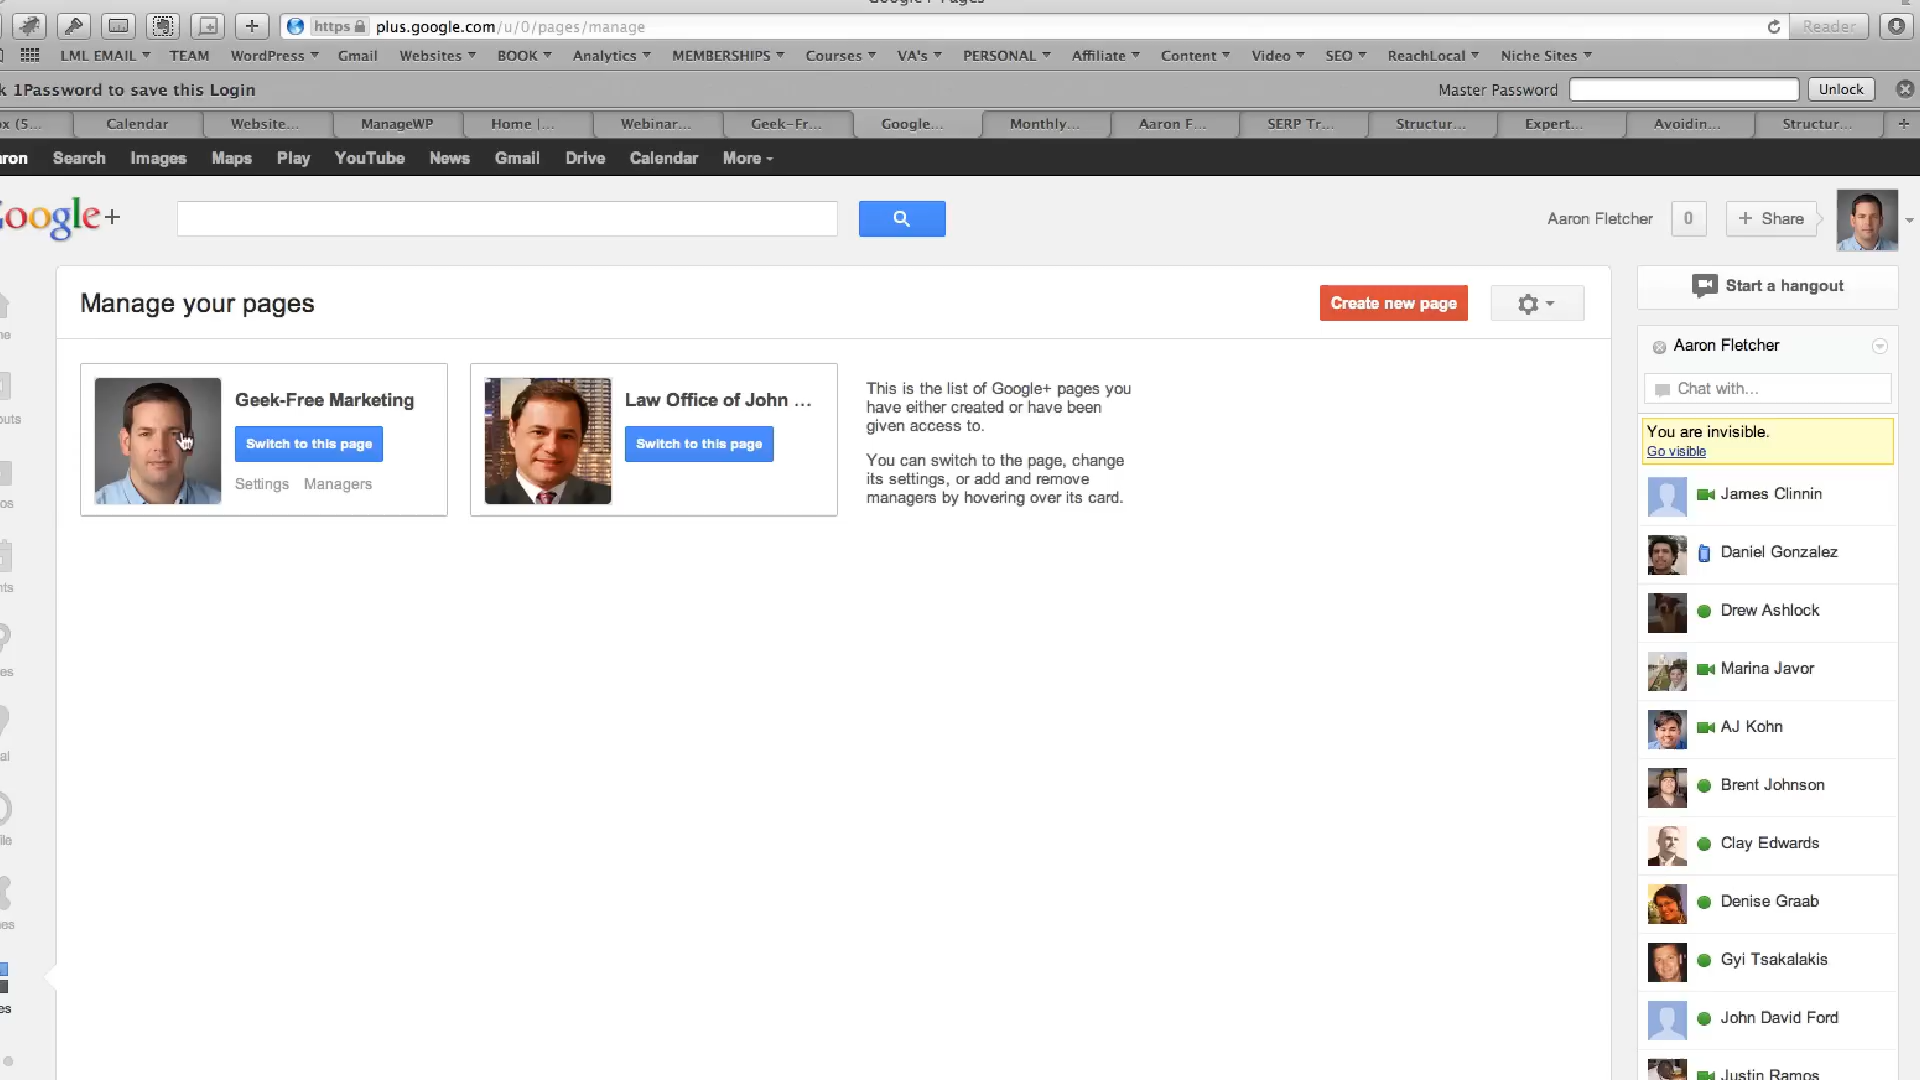 https plus.google.com/u/0/pages/manage Reader
LML EMAIL TEAM WordPress Gmail Websites BOOK Analytics MEMBERSHIPS Courses VA's PERSONAL Affiliate Content Video SEO ReachLocal Niche Sites
k 1Password to save this Login Master Password Unlock
ox (5... Calendar Website... ManageWP Home |... Webinar... Geek-Fr... Google... Monthly... Aaron F... SERP Tr... Structur... Expert... Avoidin... Structur... +
aron Search Images Maps Play YouTube News Gmail Drive Calendar More
Google+ Aaron Fletcher 0 + Share
Manage your pages Create new page
Start a hangout
Geek-Free Marketing
Switch to this page
Settings Managers
Law Office of John ...
Switch to this page
This is the list of Google+ pages you
have either created or have been
given access to.
You can switch to the page, change
its settings, or add and remove
managers by hovering over its card.
Aaron Fletcher
Chat with...
You are invisible.
Go visible
James Clinnin
Daniel Gonzalez
Drew Ashlock
Marina Javor
AJ Kohn
Brent Johnson
Clay Edwards
Denise Graab
Gyi Tsakalakis
John David Ford
Justin Ramos